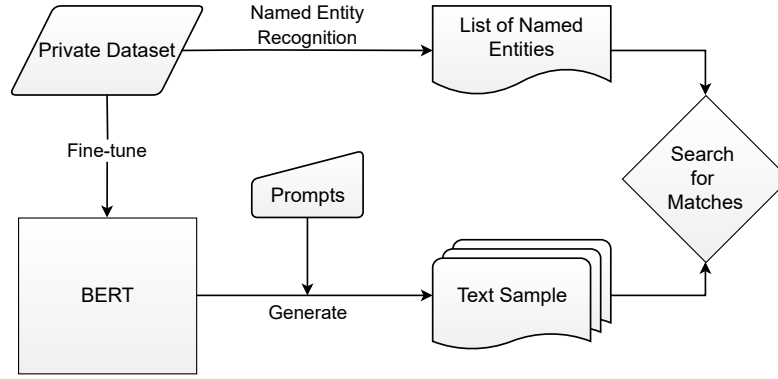 Private Dataset
Named Entity
Recognition
List of Named
Entities
Fine-tune
Prompts
Search
for
Matches
BERT
Generate
Text Sample